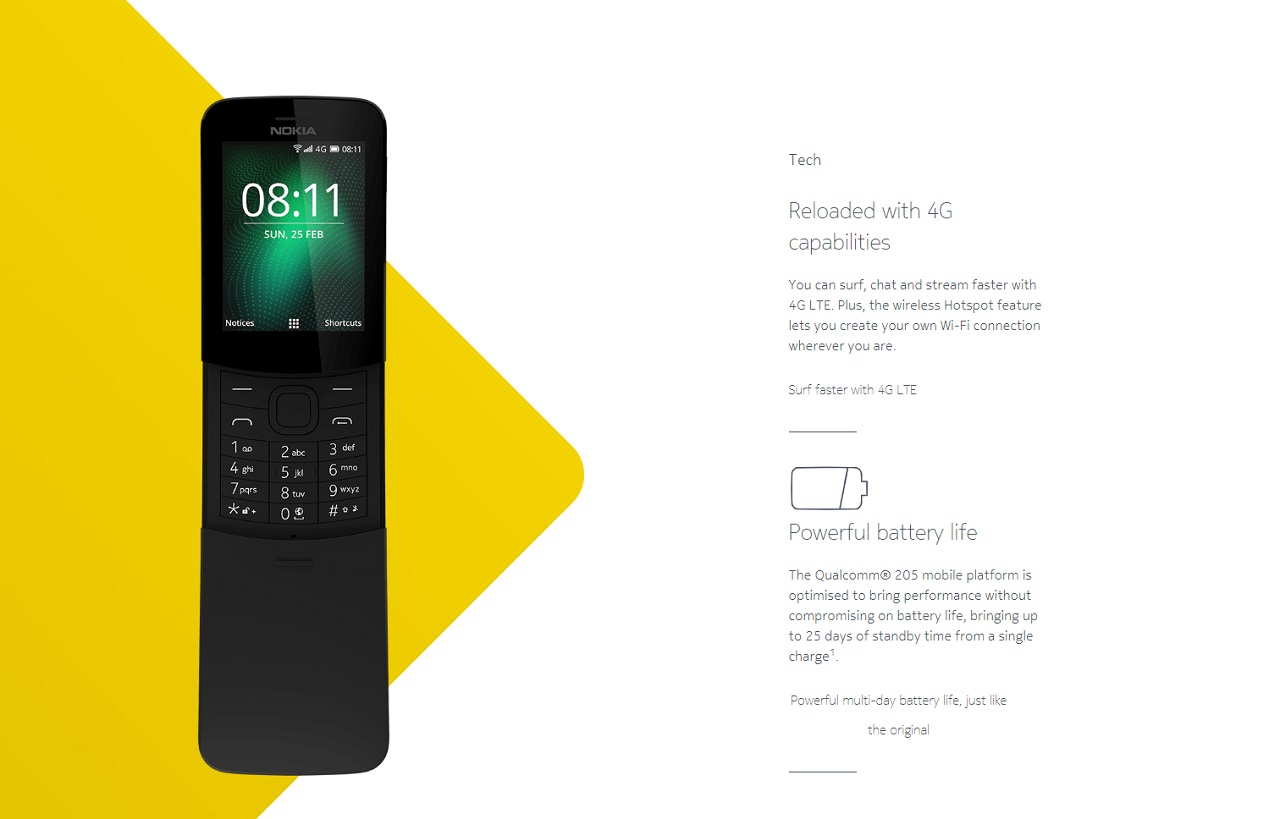 NOKIA
4G 08:11
08:11
SUN, 25 FEB
Notices Shortcuts
1 2 abc 3 def
4 ghi 5 jkl 6 mno
7 pqrs 8 tuv 9 wxyz
* + 0 #
Tech
Reloaded with 4G
capabilities
You can surf, chat and stream faster with
4G LTE. Plus, the wireless Hotspot feature
lets you create your own Wi-Fi connection
wherever you are.
Surf faster with 4G LTE
Powerful battery life
The Qualcomm® 205 mobile platform is
optimised to bring performance without
compromising on battery life, bringing up
to 25 days of standby time from a single
charge¹.
Powerful multi-day battery life, just like
the original